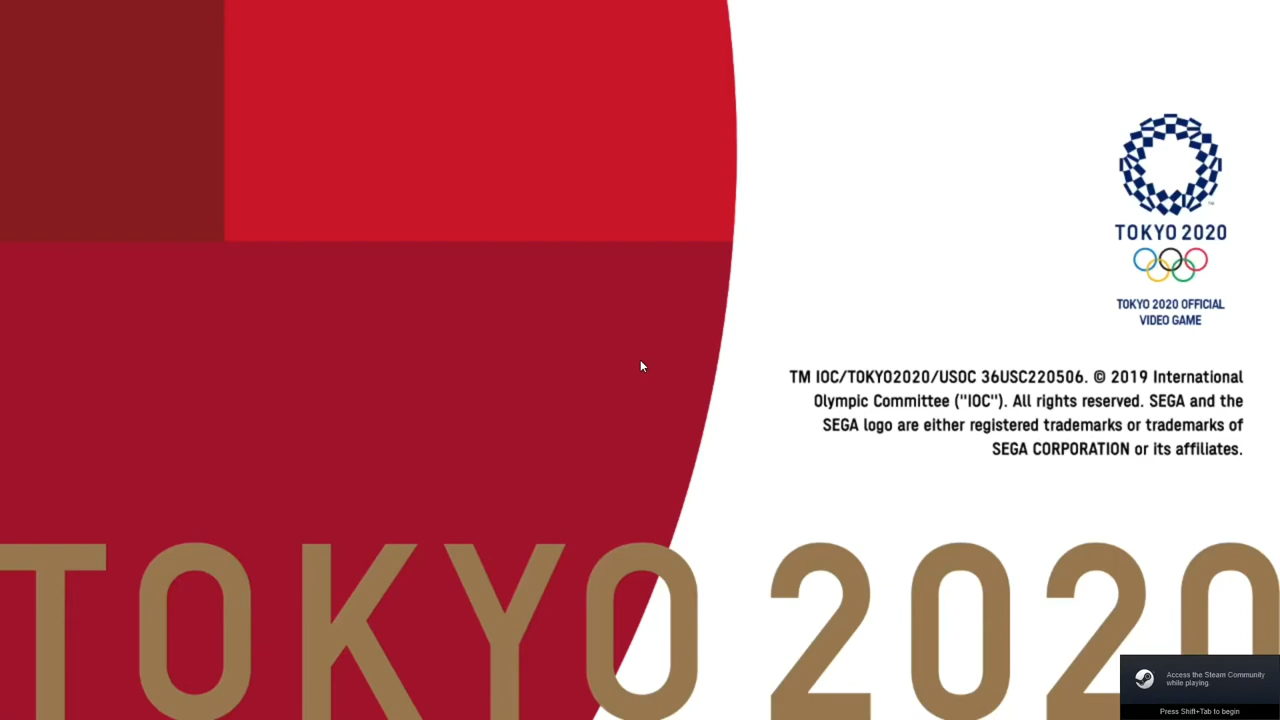 TOKYO 2020
TOKYO 2020 OFFICIAL
VIDEO GAME
TM IOC/TOKYO2020/USOC 36USC220506. © 2019 International
Olympic Committee ("IOC"). All rights reserved. SEGA and the
SEGA logo are either registered trademarks or trademarks of
SEGA CORPORATION or its affiliates.
TOKYO 2020
Access the Steam Community
while playing.
Press Shift+Tab to begin